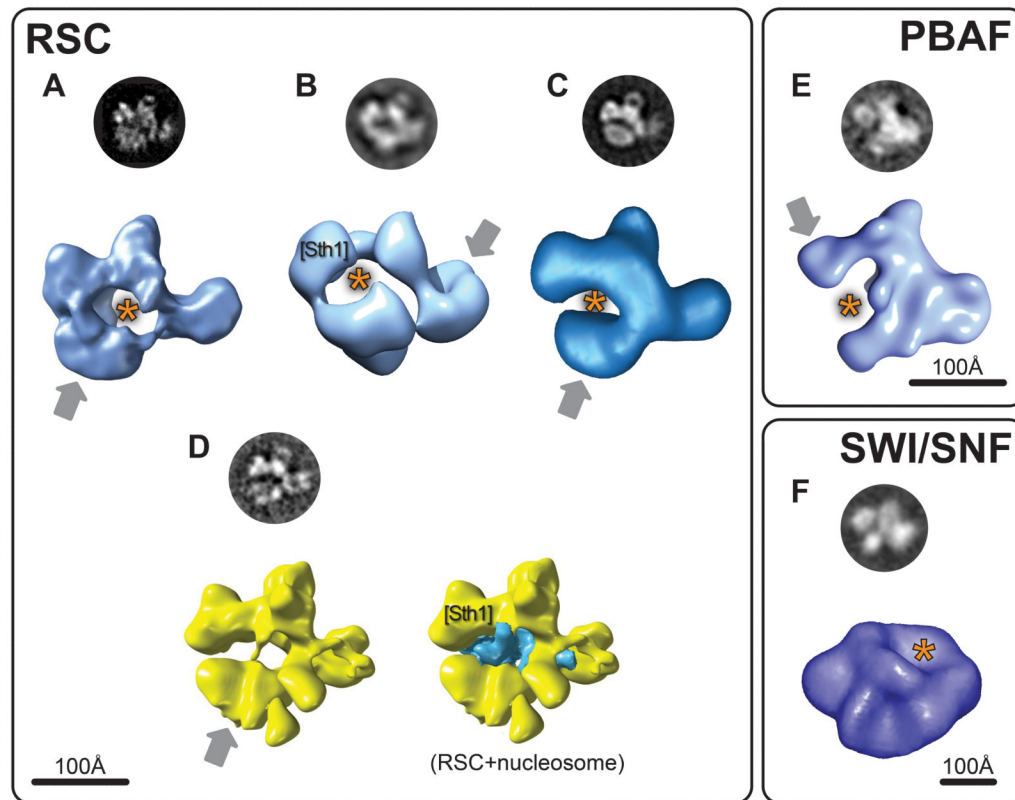 RSC
A
B
C
[Sth1]
*
*
*
D
[Sth1]
(RSC+nucleosome)
100Å
PBAF
E
*
100Å
SWI/SNF
F
*
100Å